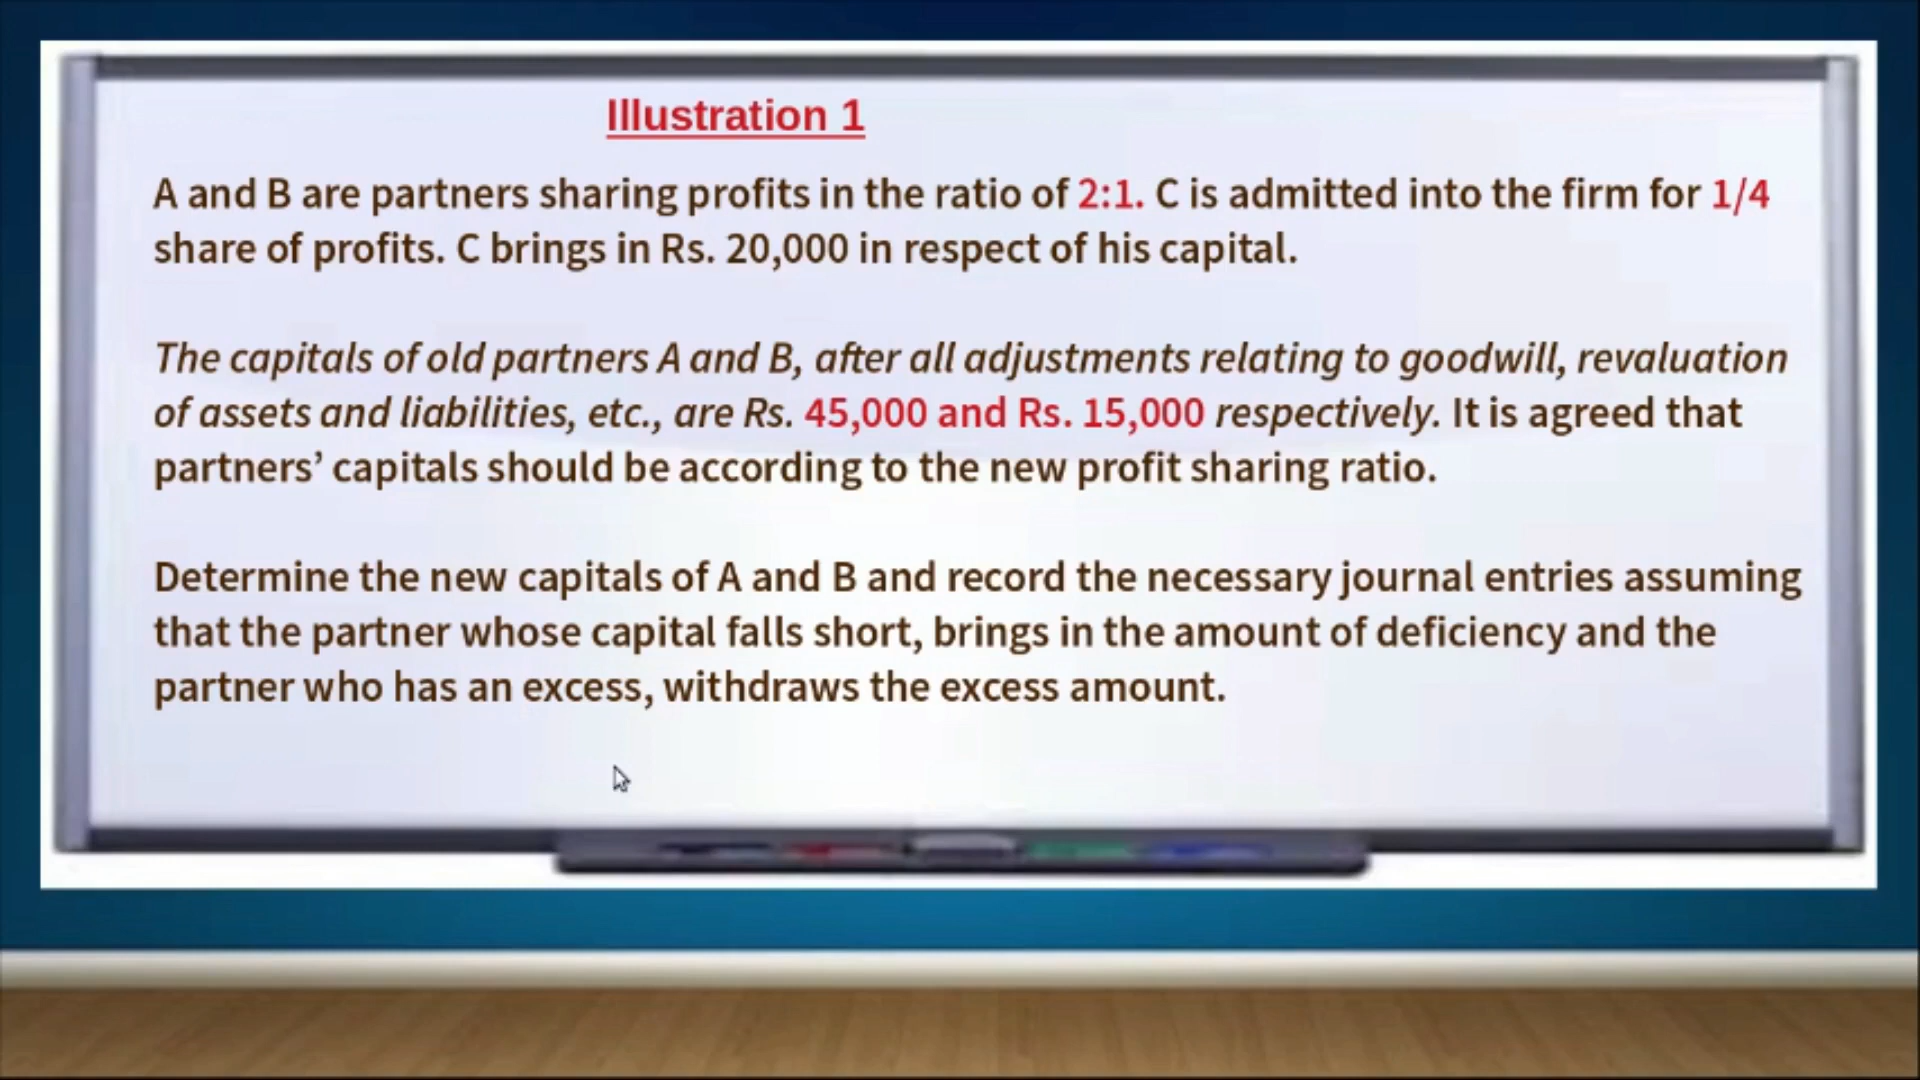 Illustration 1
A and B are partners sharing profits in the ratio of 2:1. C is admitted into the firm for 1/4
share of profits. C brings in Rs. 20,000 in respect of his capital.
The capitals of old partners A and B, after all adjustments relating to goodwill, revaluation
of assets and liabilities, etc., are Rs. 45,000 and Rs. 15,000 respectively. It is agreed that
partners’ capitals should be according to the new profit sharing ratio.
Determine the new capitals of A and B and record the necessary journal entries assuming
that the partner whose capital falls short, brings in the amount of deficiency and the
partner who has an excess, withdraws the excess amount.